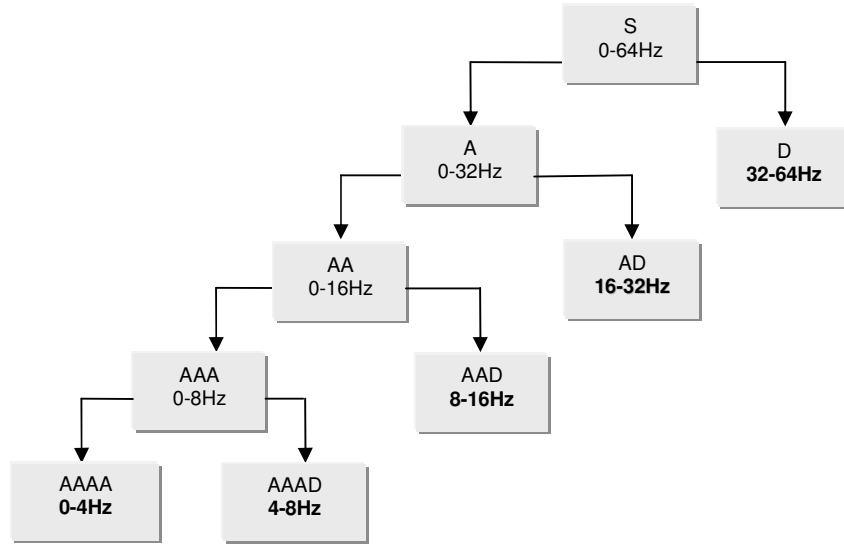 S
0-64Hz
A
0-32Hz
D
32-64Hz
AA
0-16Hz
AD
16-32Hz
AAA
0-8Hz
AAD
8-16Hz
AAAA
0-4Hz
AAAD
4-8Hz